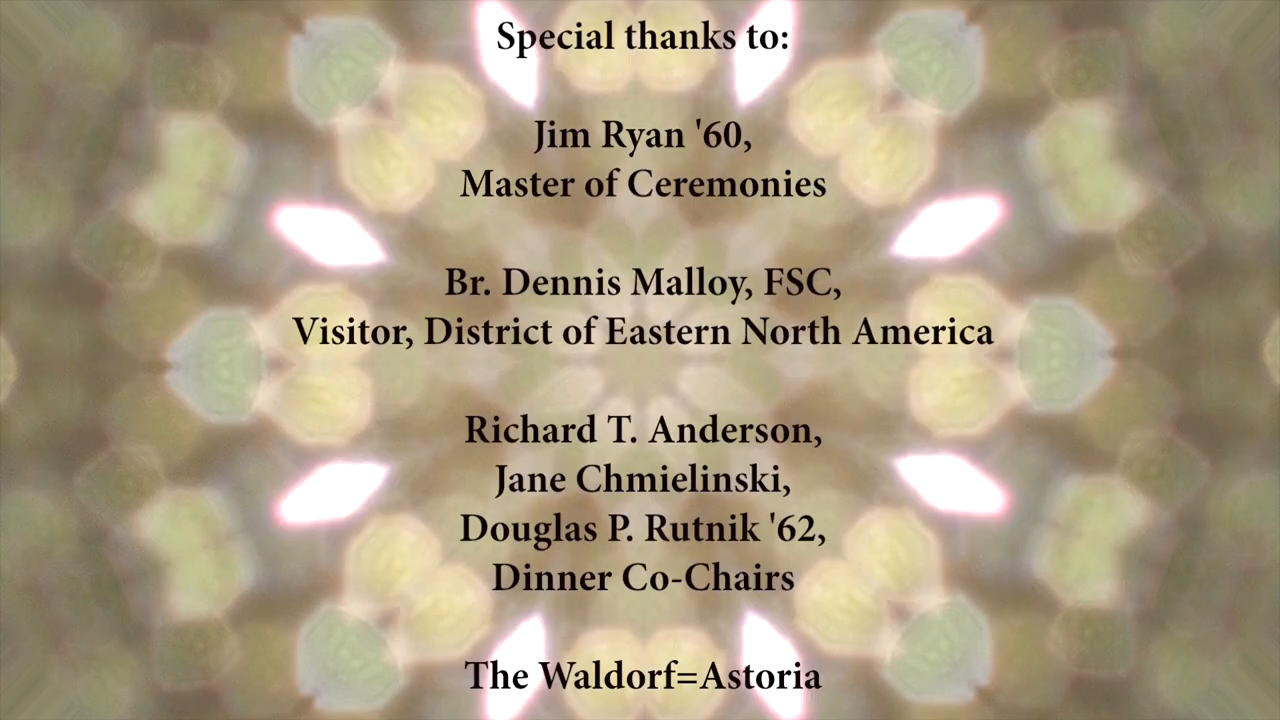 Special thanks to:
Jim Ryan '60,
Master of Ceremonies
Br. Dennis Malloy, FSC,
Visitor, District of Eastern North America
Richard T. Anderson,
Jane Chmielinski,
Douglas P. Rutnik '62,
Dinner Co-Chairs
The Waldorf=Astoria